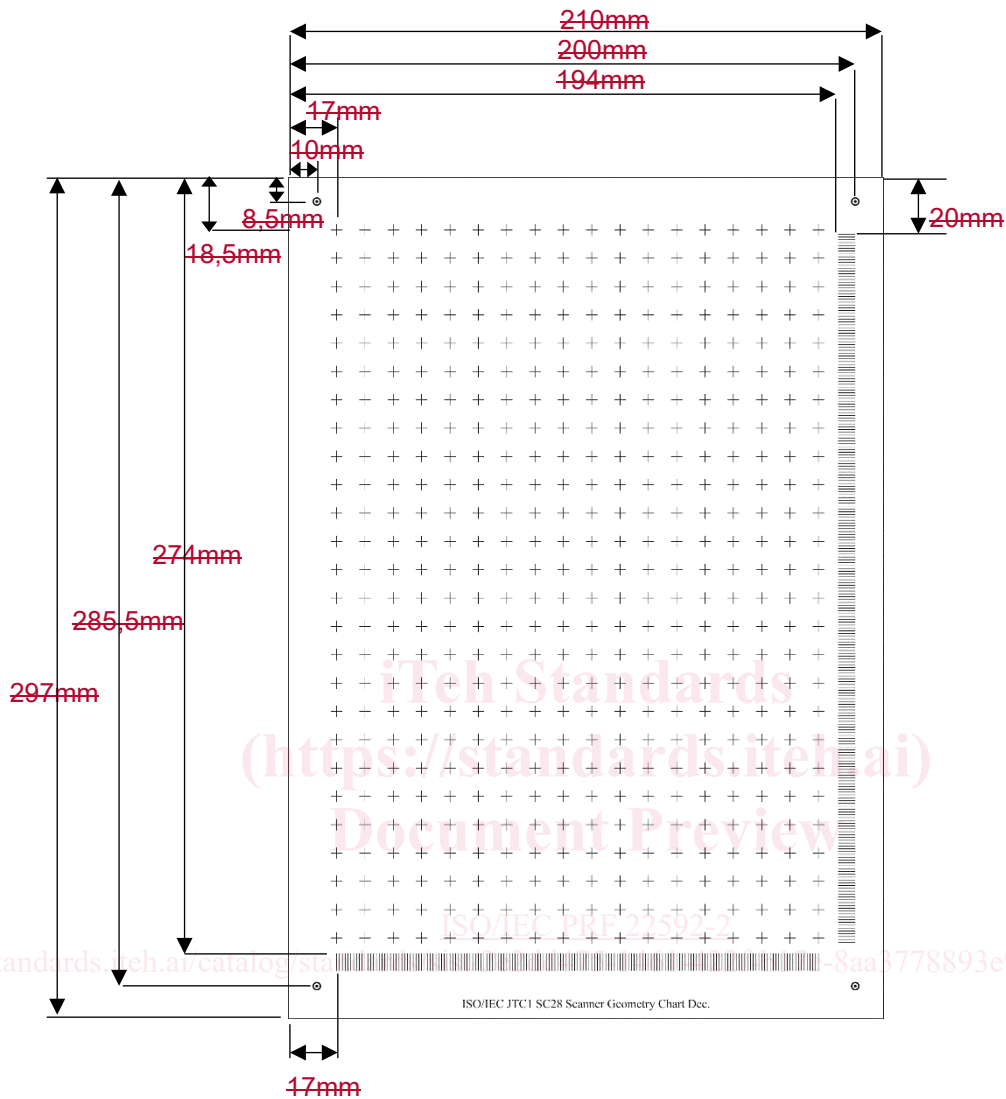 210mm
200mm
194mm
17mm
10mm
8,5mm
20mm
18,5mm
274mm
285,5mm
297mm
iTeh Standards
(https://standards.iteh.ai)
Document Preview
ISO/IEC PRF 22592-2
-8aa3778893e
ISO/IEC JTC1 SC28 Scanner Geometry Chart Dec.
17mm